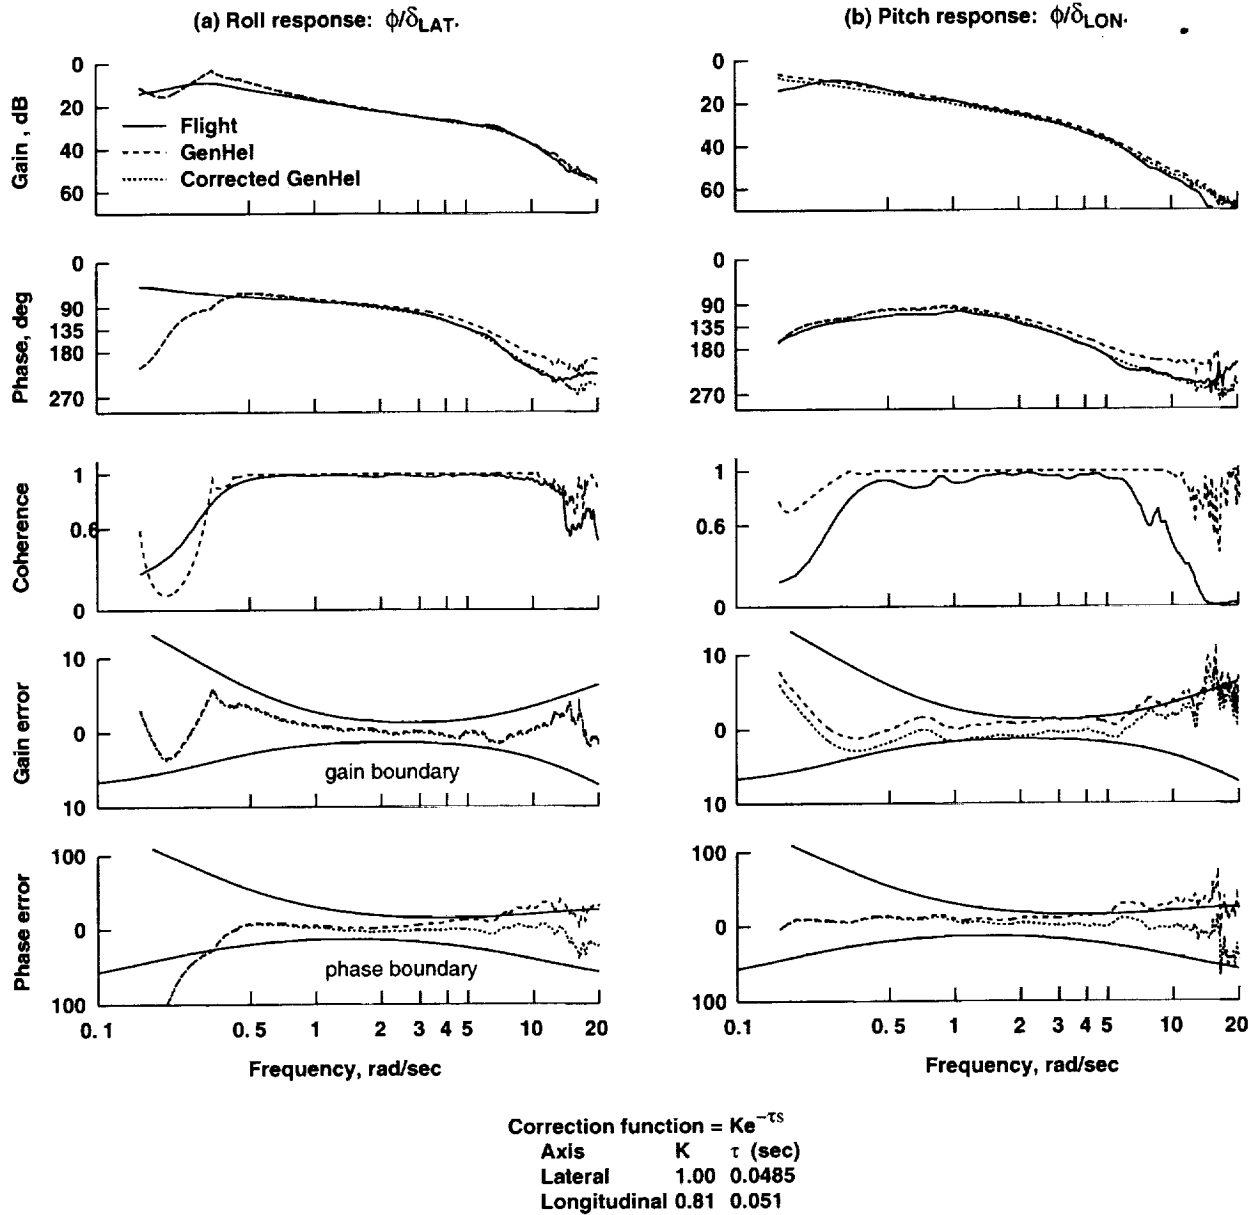 (a) Roll response: ϕ/δLAT.
(b) Pitch response: ϕ/δLON.
Gain , dB
0
20
40
60
Flight
GenHel
Corrected GenHel
0
20
40
60
Phase, deg
0
90
135
180
270
0
90
135
180
270
Coherence
1
0.6
0
1
0.6
0
Gain error
10
0
10
gain boundary
10
0
10
Phase error
100
0
100
phase boundary
100
0
100
0.1 0.5 1 2 3 4 5 10 20
0.1 0.5 1 2 3 4 5 10 20
Frequency, rad/sec
Frequency, rad/sec
Correction function = Ke−τs
Axis K τ (sec)
Lateral 1.00 0.0485
Longitudinal 0.81 0.051